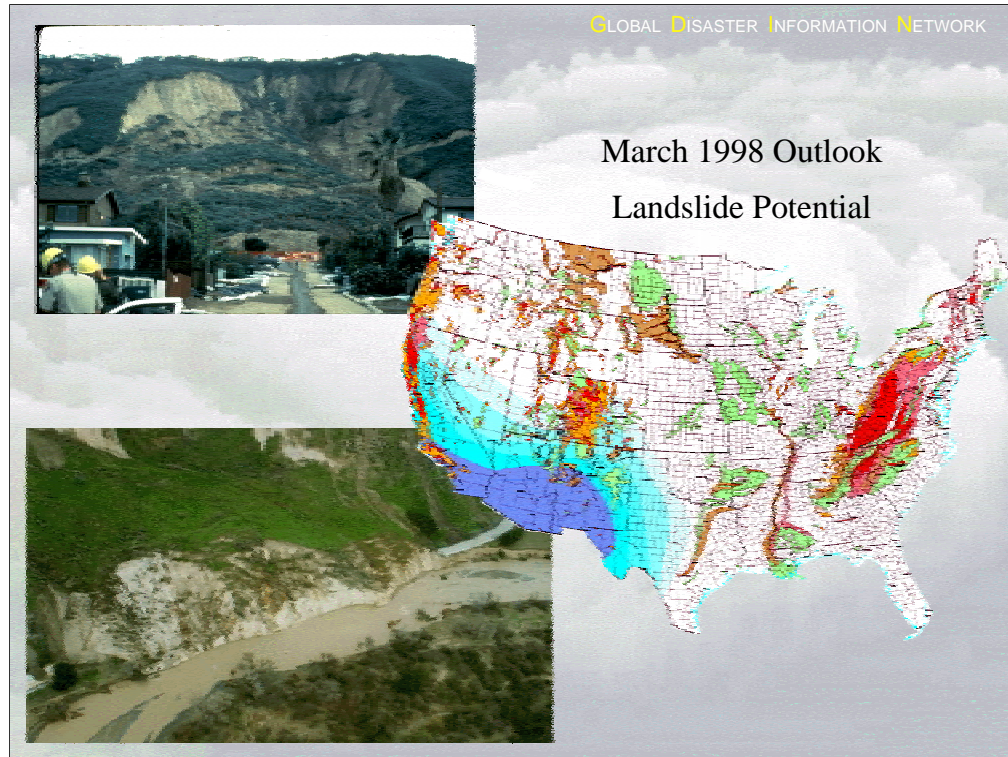 GLOBAL DISASTER INFORMATION NETWORK
March 1998 Outlook
Landslide Potential